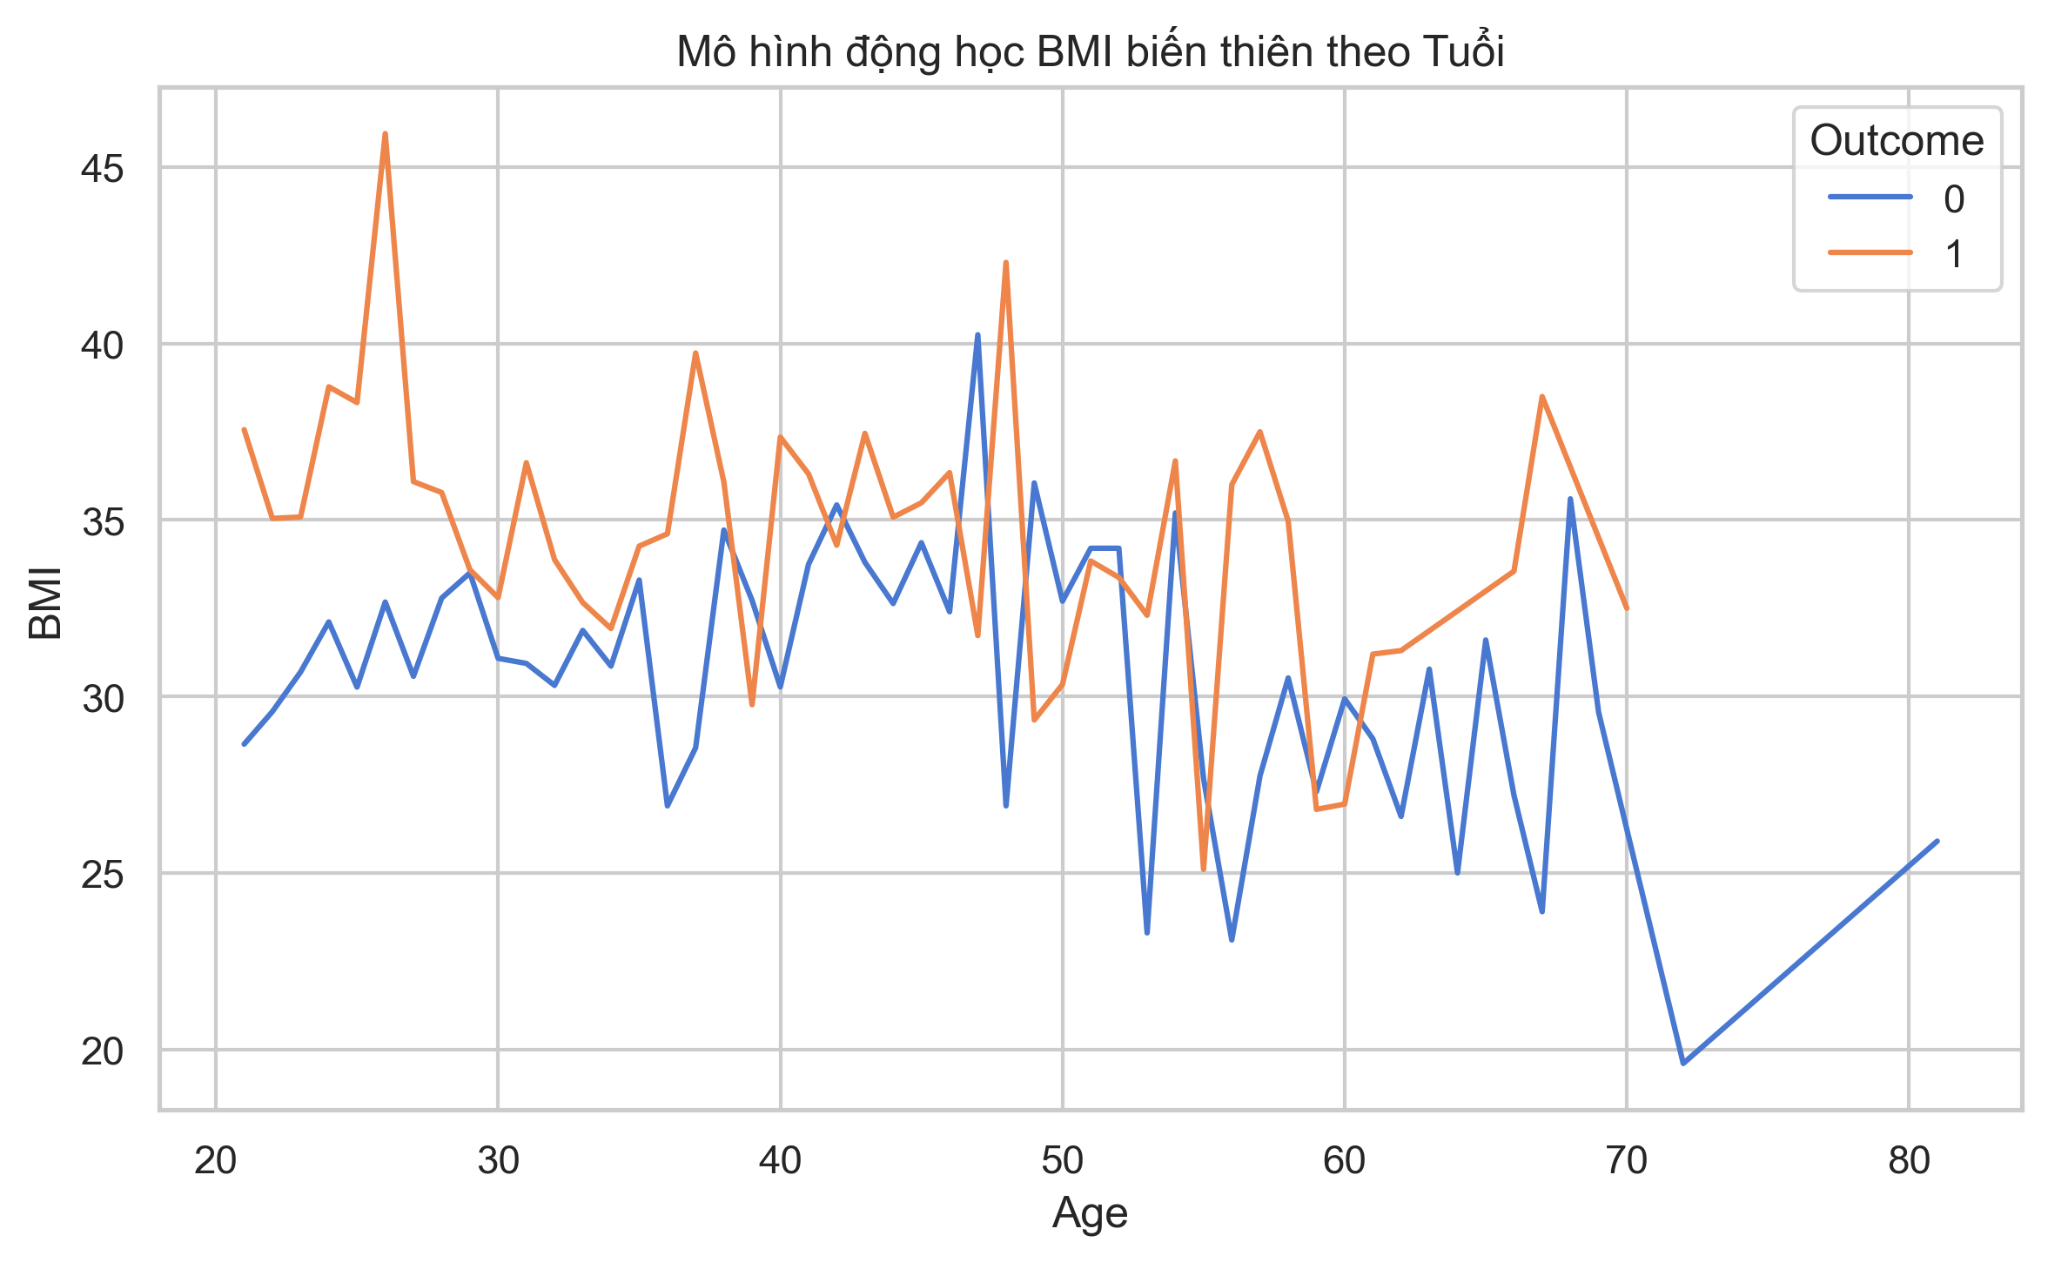 Mô hình động học BMI biến thiên theo Tuổi
Outcome
0
1
BMI
45
40
35
30
25
20
20 30 40 50 60 70 80
Age